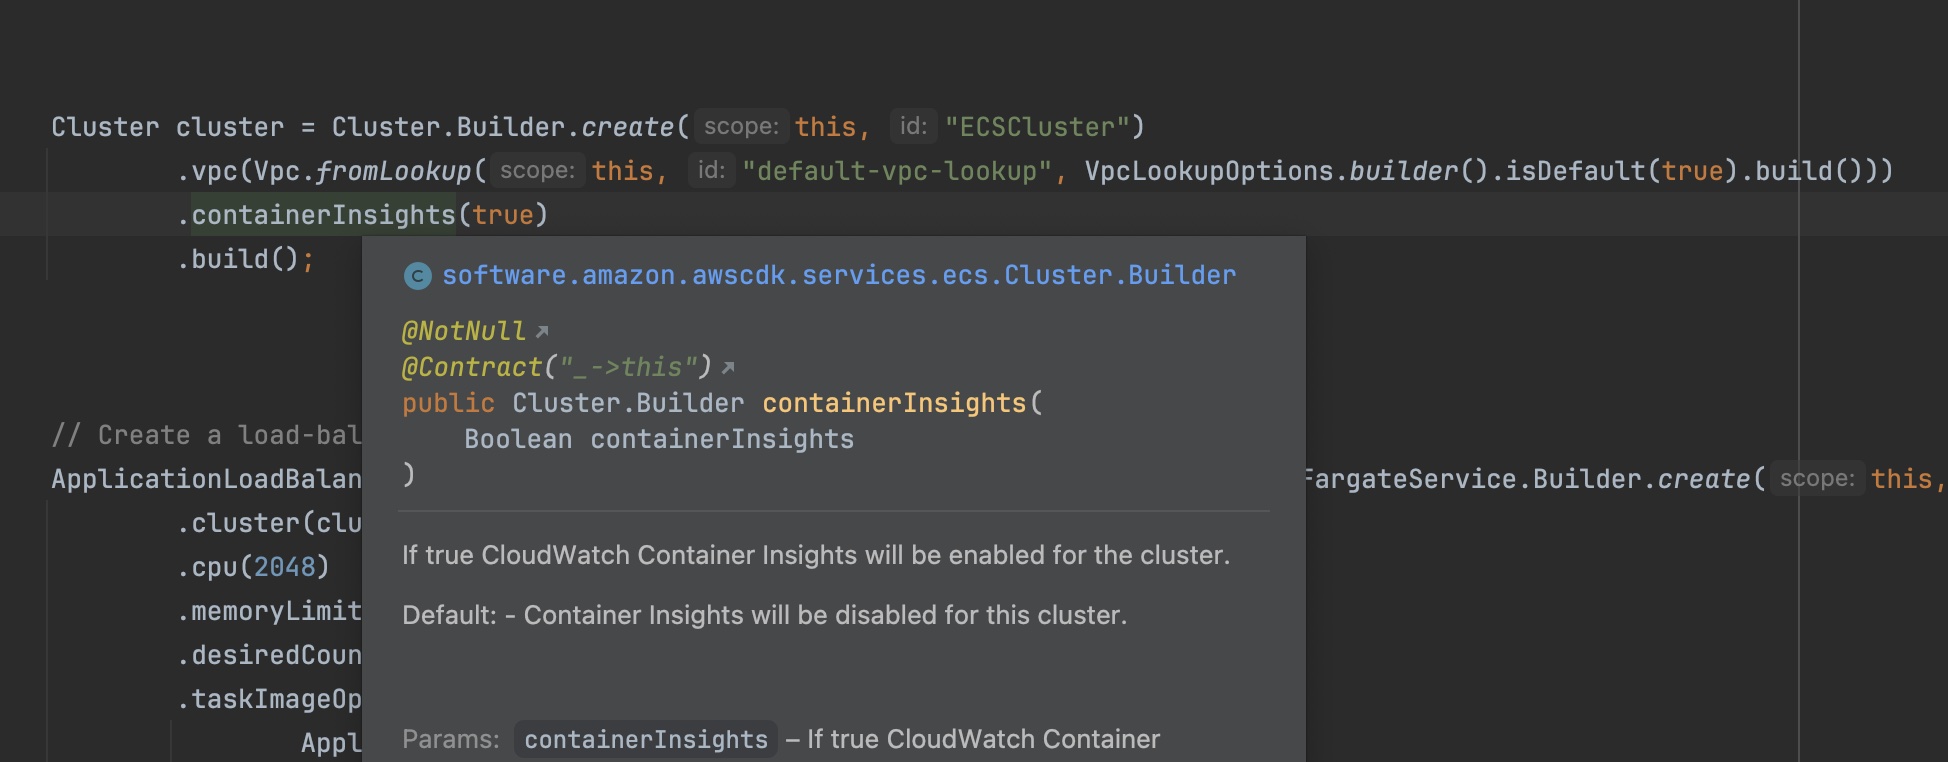 Cluster cluster = Cluster.Builder.create( scope: this, id: "ECSCluster")
.vpc(Vpc.fromLookup( scope: this, id: "default-vpc-lookup", VpcLookupOptions.builder().isDefault(true).build()))
.containerInsights(true)
.build();
software.amazon.awscdk.services.ecs.Cluster.Builder
@NotNull
@Contract("_->this")
public Cluster.Builder containerInsights(
Boolean containerInsights
)
If true CloudWatch Container Insights will be enabled for the cluster.
Default: - Container Insights will be disabled for this cluster.
Params: containerInsights – If true CloudWatch Container
// Create a load-bal
ApplicationLoadBalan FargateService.Builder.create( scope: this,
.cluster(clu
.cpu(2048)
.memoryLimit
.desiredCoun
.taskImageOp
Appl